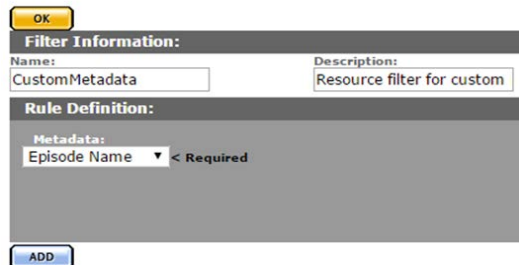 OK
Filter Information:
Name: Description:
CustomMetadata Resource filter for custom
Rule Definition:
Metadata:
Episode Name < Required
ADD